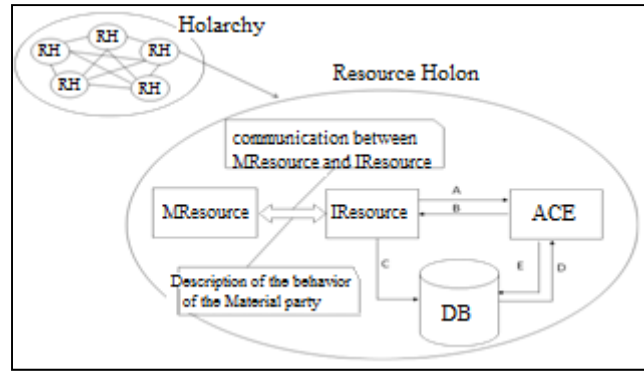 Holarchy
RH
RH
RH
RH
RH
Resource Holon
communication between
MResource and IResource
MResource
IResource
A
B
ACE
C
E
D
Description of the behavior
of the Material party
DB